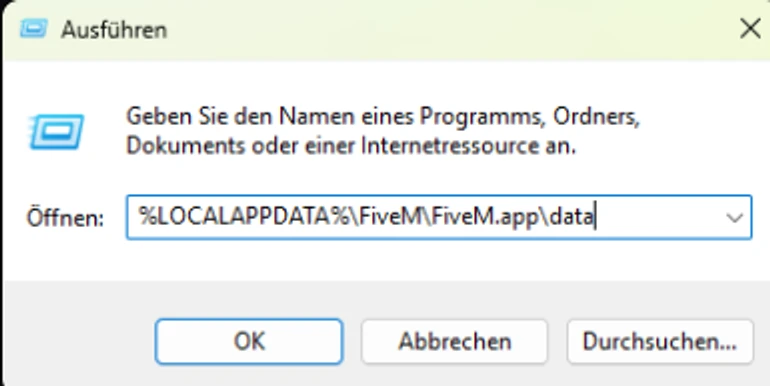 Ausführen
Geben Sie den Namen eines Programms, Ordners,
Dokuments oder einer Internetressource an.
Öffnen: %LOCALAPPDATA%\FiveM\FiveM.app\data
OK Abbrechen Durchsuchen...